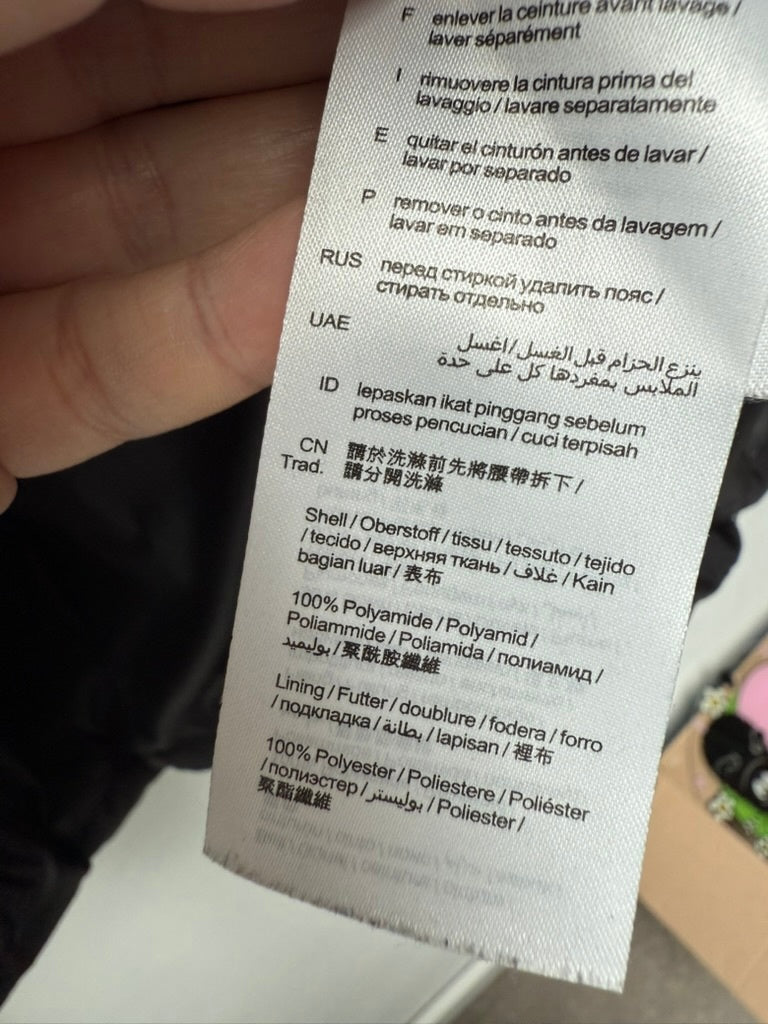 F enlever la ceinture avant lavage /
laver séparément
I rimuovere la cintura prima del
lavaggio / lavare separatamente
E quitar el cinturón antes de lavar /
lavar por separado
P remover o cinto antes da lavagem /
lavar em separado
RUS перед стиркой удалить пояс /
стирать отдельно
UAE ينزع الحزام قبل الغسل / اغسل
الملابس بمفردها كل على حدة
ID lepaskan ikat pinggang sebelum
proses pencucian / cuci terpisah
CN 請於洗滌前先將腰帶拆下 /
Trad. 請分開洗滌
Shell / Oberstoff / tissu / tessuto / tejido
/ tecido / верхняя ткань / غلاف / Kain
bagian luar / 表布
100% Polyamide / Polyamid /
Poliammide / Poliamida / полиамид /
بوليميد / 聚酰胺纖維
Lining / Futter / doublure / fodera / forro
/ подкладка / بطانة / lapisan / 裡布
100% Polyester / Poliestere / Poliéster
/ полиэстер / بوليستر / Poliester /
聚酯纖維